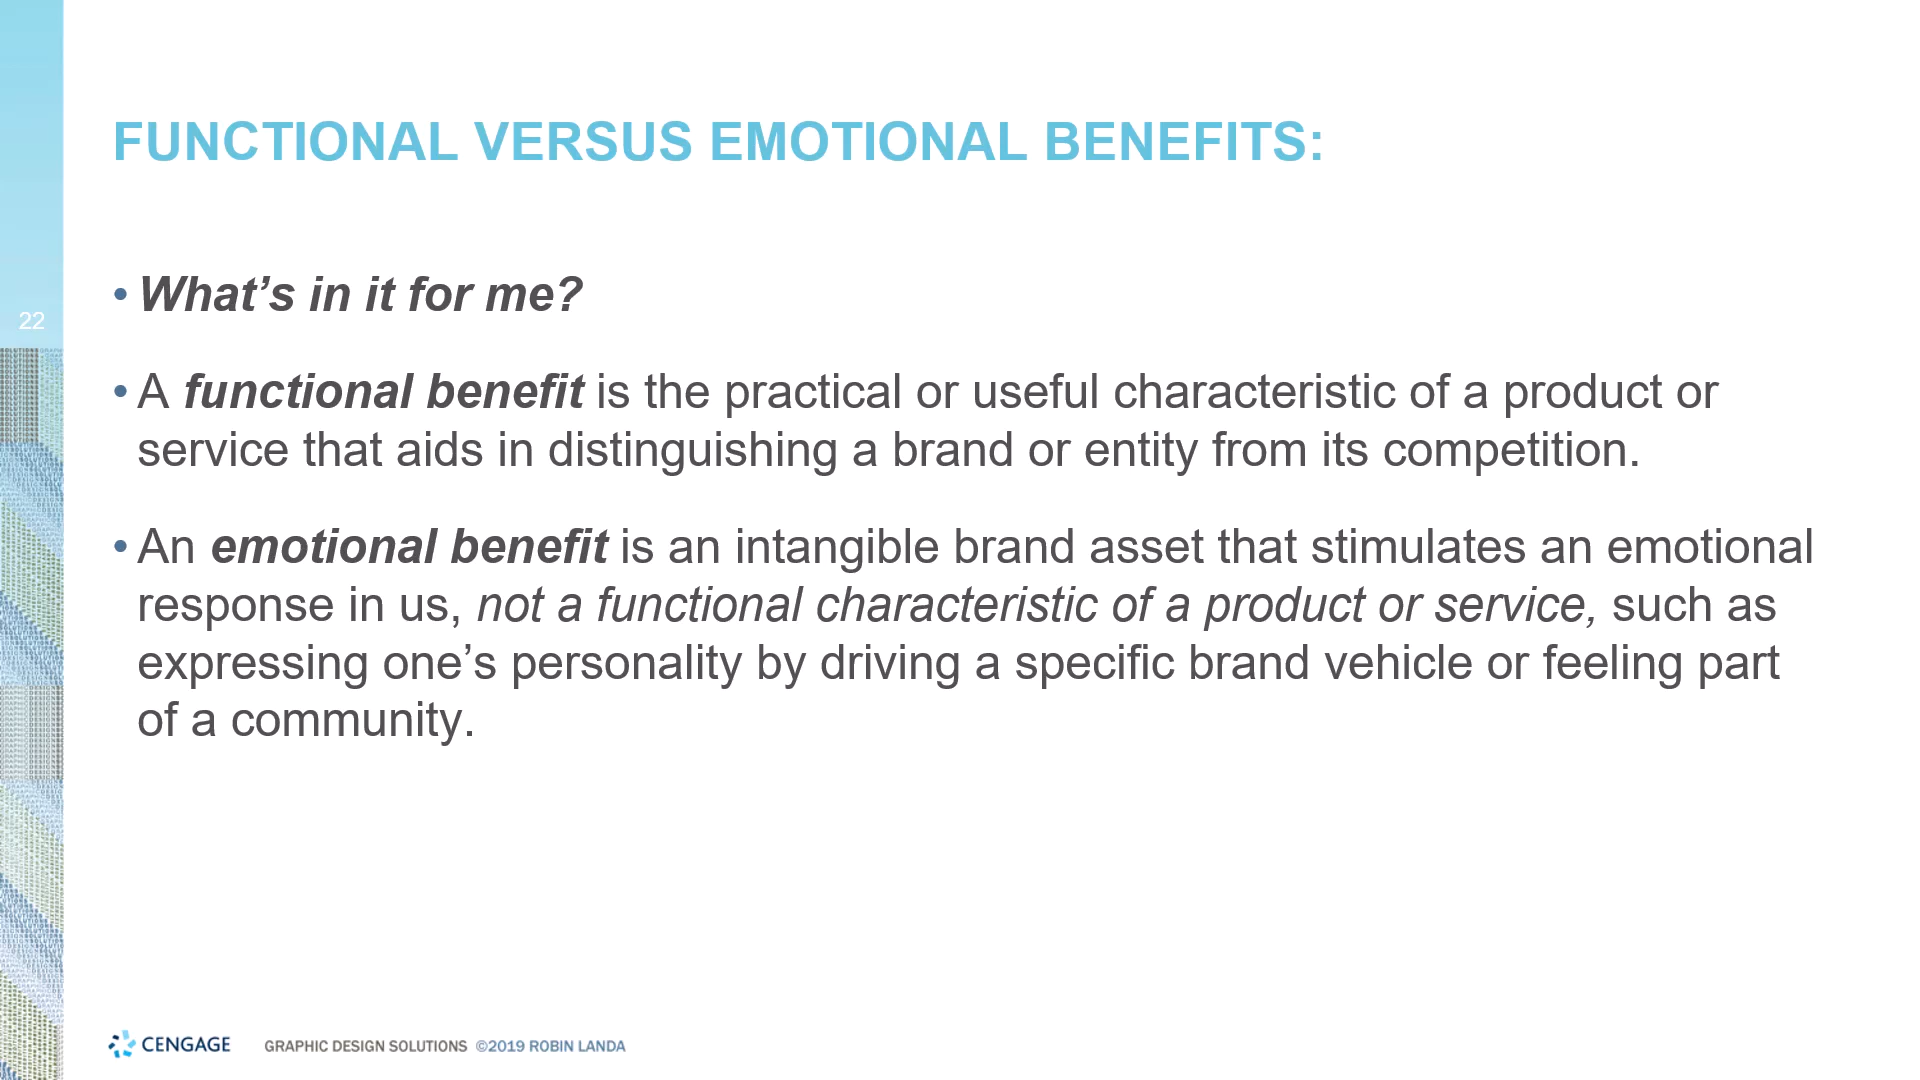 FUNCTIONAL VERSUS EMOTIONAL BENEFITS:
• What’s in it for me?
22
• A functional benefit is the practical or useful characteristic of a product or
service that aids in distinguishing a brand or entity from its competition.
• An emotional benefit is an intangible brand asset that stimulates an emotional
response in us, not a functional characteristic of a product or service, such as
expressing one’s personality by driving a specific brand vehicle or feeling part
of a community.
CENGAGE GRAPHIC DESIGN SOLUTIONS ©2019 ROBIN LANDA